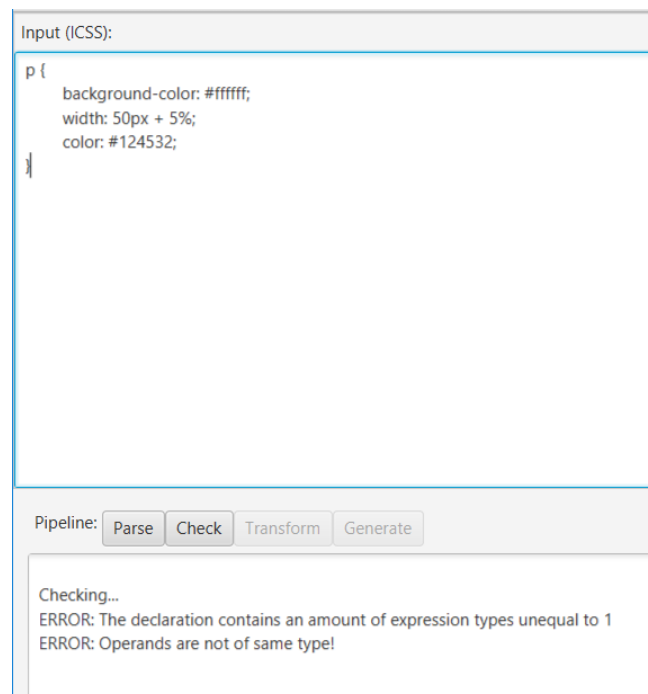 Input (ICSS):
p {
background-color: #ffffff;
width: 50px + 5%;
color: #124532;
}
Pipeline: Parse Check Transform Generate
Checking...
ERROR: The declaration contains an amount of expression types unequal to 1
ERROR: Operands are not of same type!